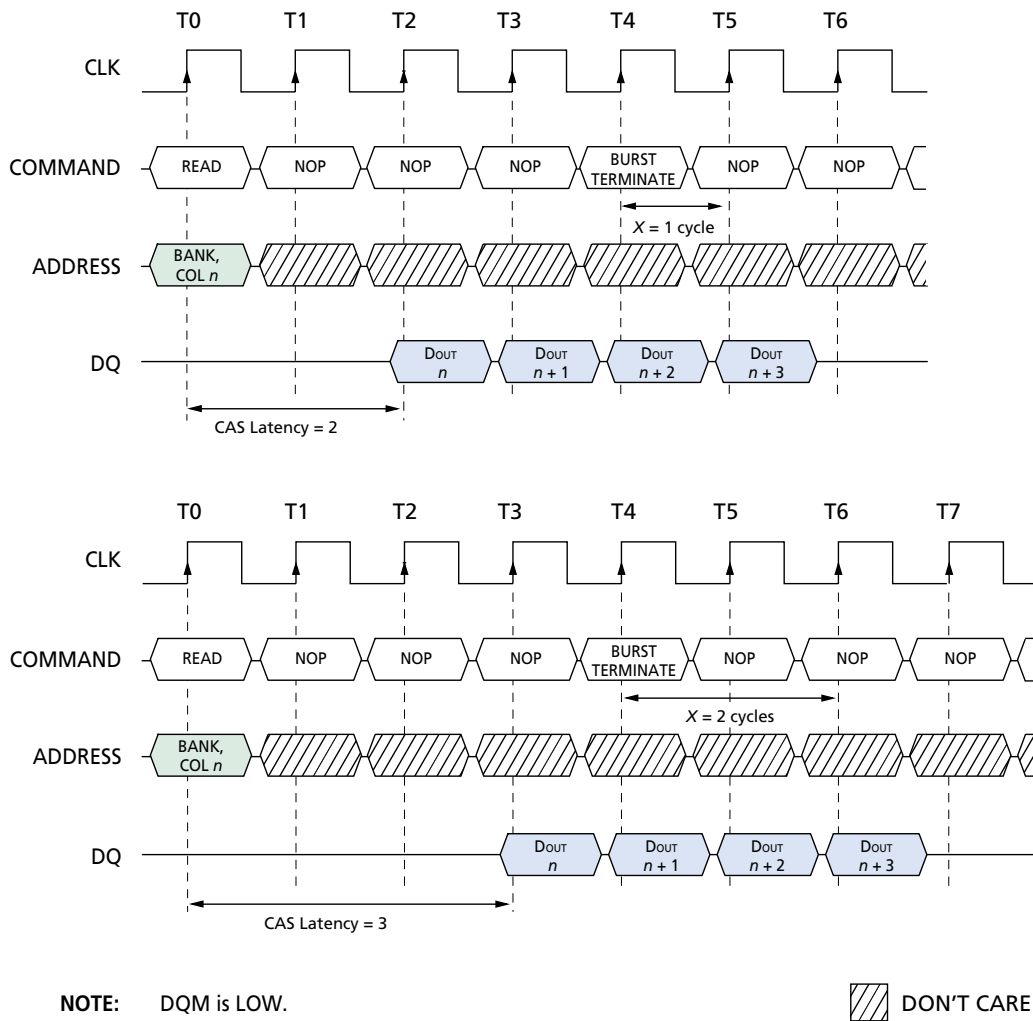 T0 T1 T2 T3 T4 T5 T6
CLK
COMMAND READ NOP NOP NOP BURST TERMINATE NOP NOP
X = 1 cycle
ADDRESS BANK, COL n
DQ DOUT n DOUT n + 1 DOUT n + 2 DOUT n + 3
CAS Latency = 2
T0 T1 T2 T3 T4 T5 T6 T7
CLK
COMMAND READ NOP NOP NOP BURST TERMINATE NOP NOP NOP
X = 2 cycles
ADDRESS BANK, COL n
DQ DOUT n DOUT n + 1 DOUT n + 2 DOUT n + 3
CAS Latency = 3
NOTE: DQM is LOW. DON'T CARE